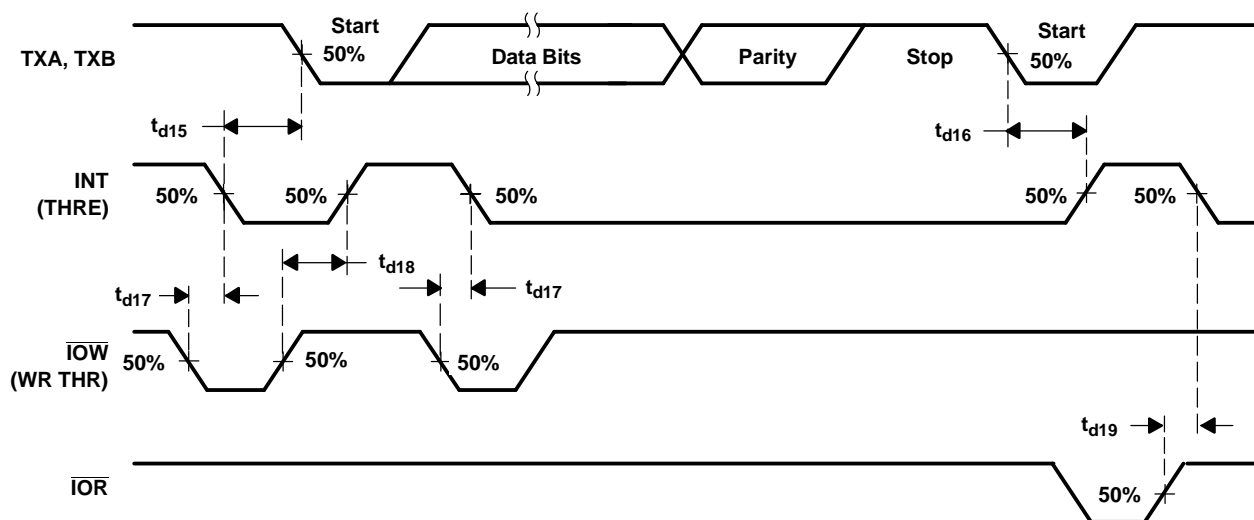 Start
Start
TXA, TXB
50%
Data Bits
Parity
Stop
50%
td15
td16
INT
(THRE)
50%
50%
50%
50%
50%
td18
td17
td17
IOW
(WR THR)
50%
50%
50%
td19
IOR
50%